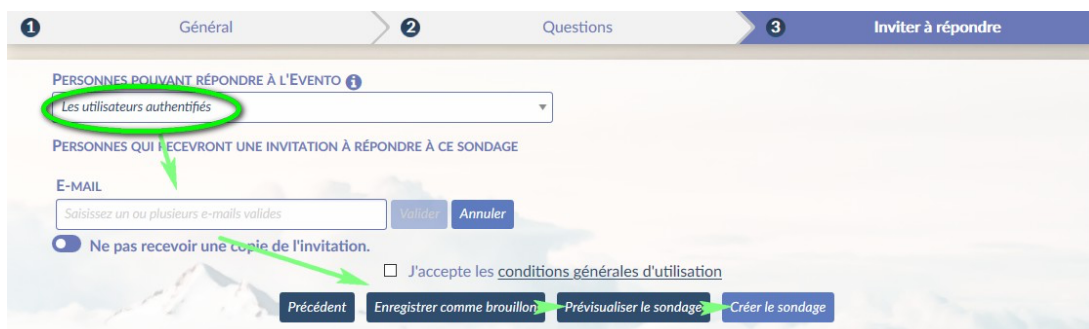 1 Général 2 Questions 3 Inviter à répondre
PERSONNES POUVANT RÉPONDRE À L'EVENTO i
Les utilisateurs authentifiés
PERSONNES QUI RECEVRONT UNE INVITATION À RÉPONDRE À CE SONDAGE
E-MAIL
Saisissez un ou plusieurs e-mails valides Valider Annuler
Ne pas recevoir une copie de l'invitation.
J'accepte les conditions générales d'utilisation
Précédent Enregistrer comme brouillon Prévisualiser le sondage Créer le sondage